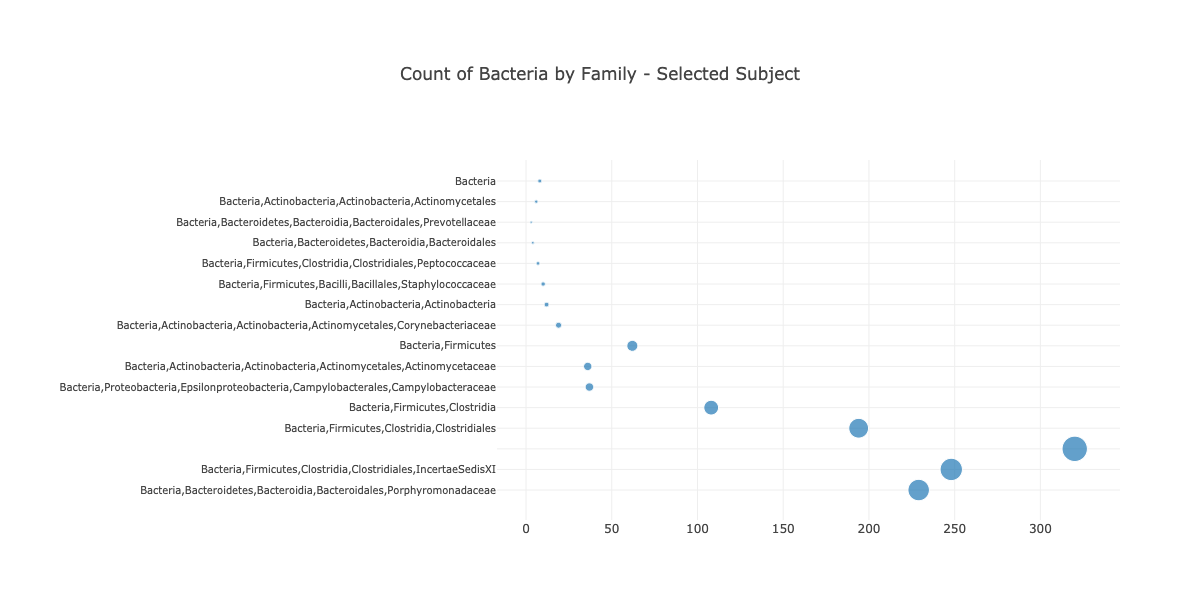 Count of Bacteria by Family - Selected Subject
Bacteria
Bacteria,Actinobacteria,Actinobacteria,Actinomycetales
Bacteria,Bacteroidetes,Bacteroidia,Bacteroidales,Prevotellaceae
Bacteria,Bacteroidetes,Bacteroidia,Bacteroidales
Bacteria,Firmicutes,Clostridia,Clostridiales,Peptococcaceae
Bacteria,Firmicutes,Bacilli,Bacillales,Staphylococcaceae
Bacteria,Actinobacteria,Actinobacteria
Bacteria,Actinobacteria,Actinobacteria,Actinomycetales,Corynebacteriaceae
Bacteria,Firmicutes
Bacteria,Actinobacteria,Actinobacteria,Actinomycetales,Actinomycetaceae
Bacteria,Proteobacteria,Epsilonproteobacteria,Campylobacterales,Campylobacteraceae
Bacteria,Firmicutes,Clostridia
Bacteria,Firmicutes,Clostridia,Clostridiales
Bacteria,Firmicutes,Clostridia,Clostridiales,IncertaeSedisXI
Bacteria,Bacteroidetes,Bacteroidia,Bacteroidales,Porphyromonadaceae
0 50 100 150 200 250 300